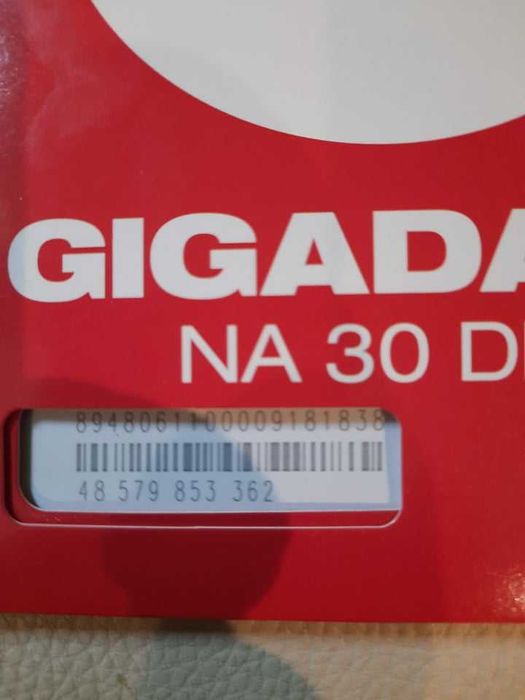 GIGADA
NA 30 D
8948061100009181838
48 579 853 362